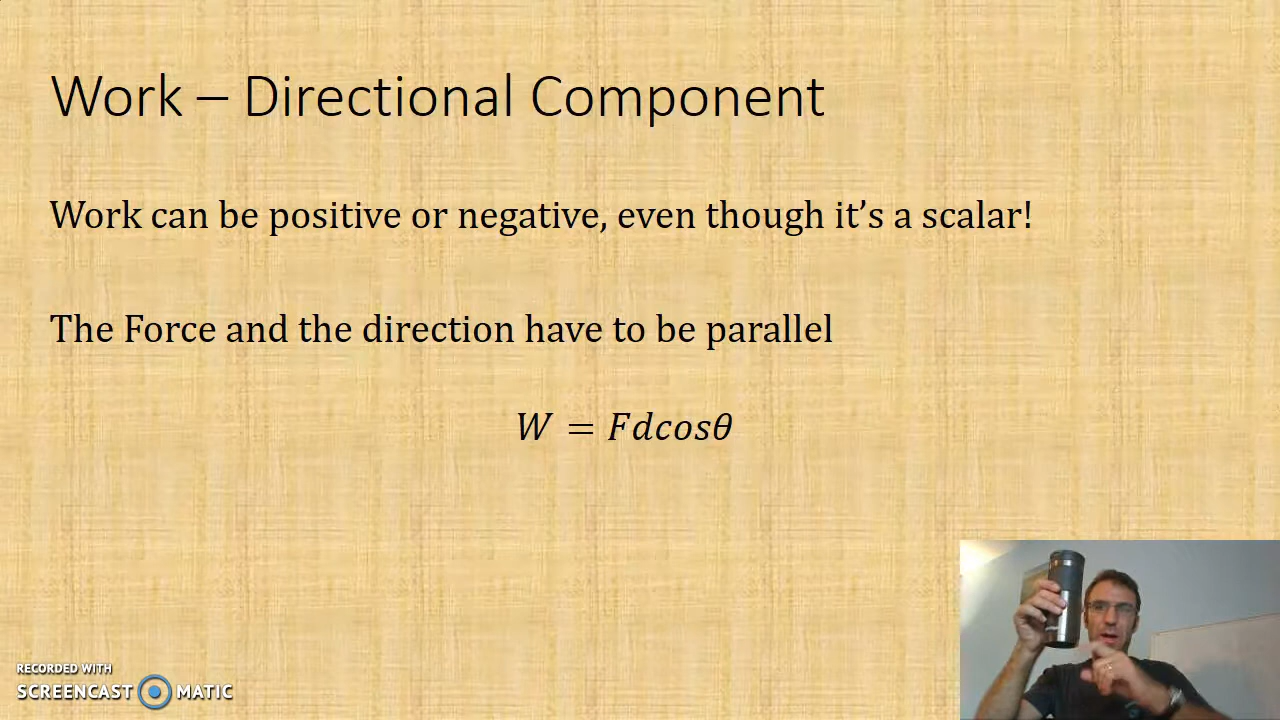 Work – Directional Component
Work can be positive or negative, even though it’s a scalar!
The Force and the direction have to be parallel
W = Fdcosθ
RECORDED WITH
SCREENCAST MATIC